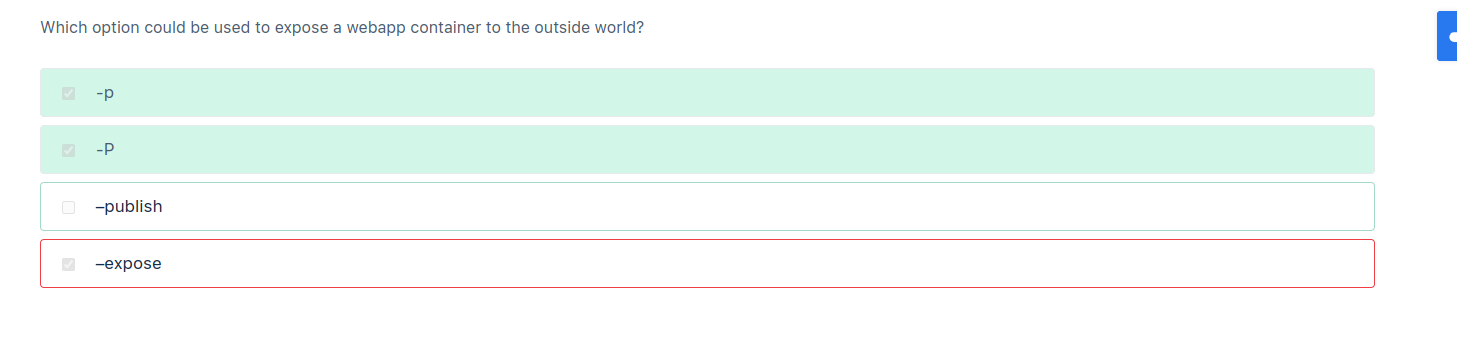 Which option could be used to expose a webapp container to the outside world?
-p
-P
–publish
–expose